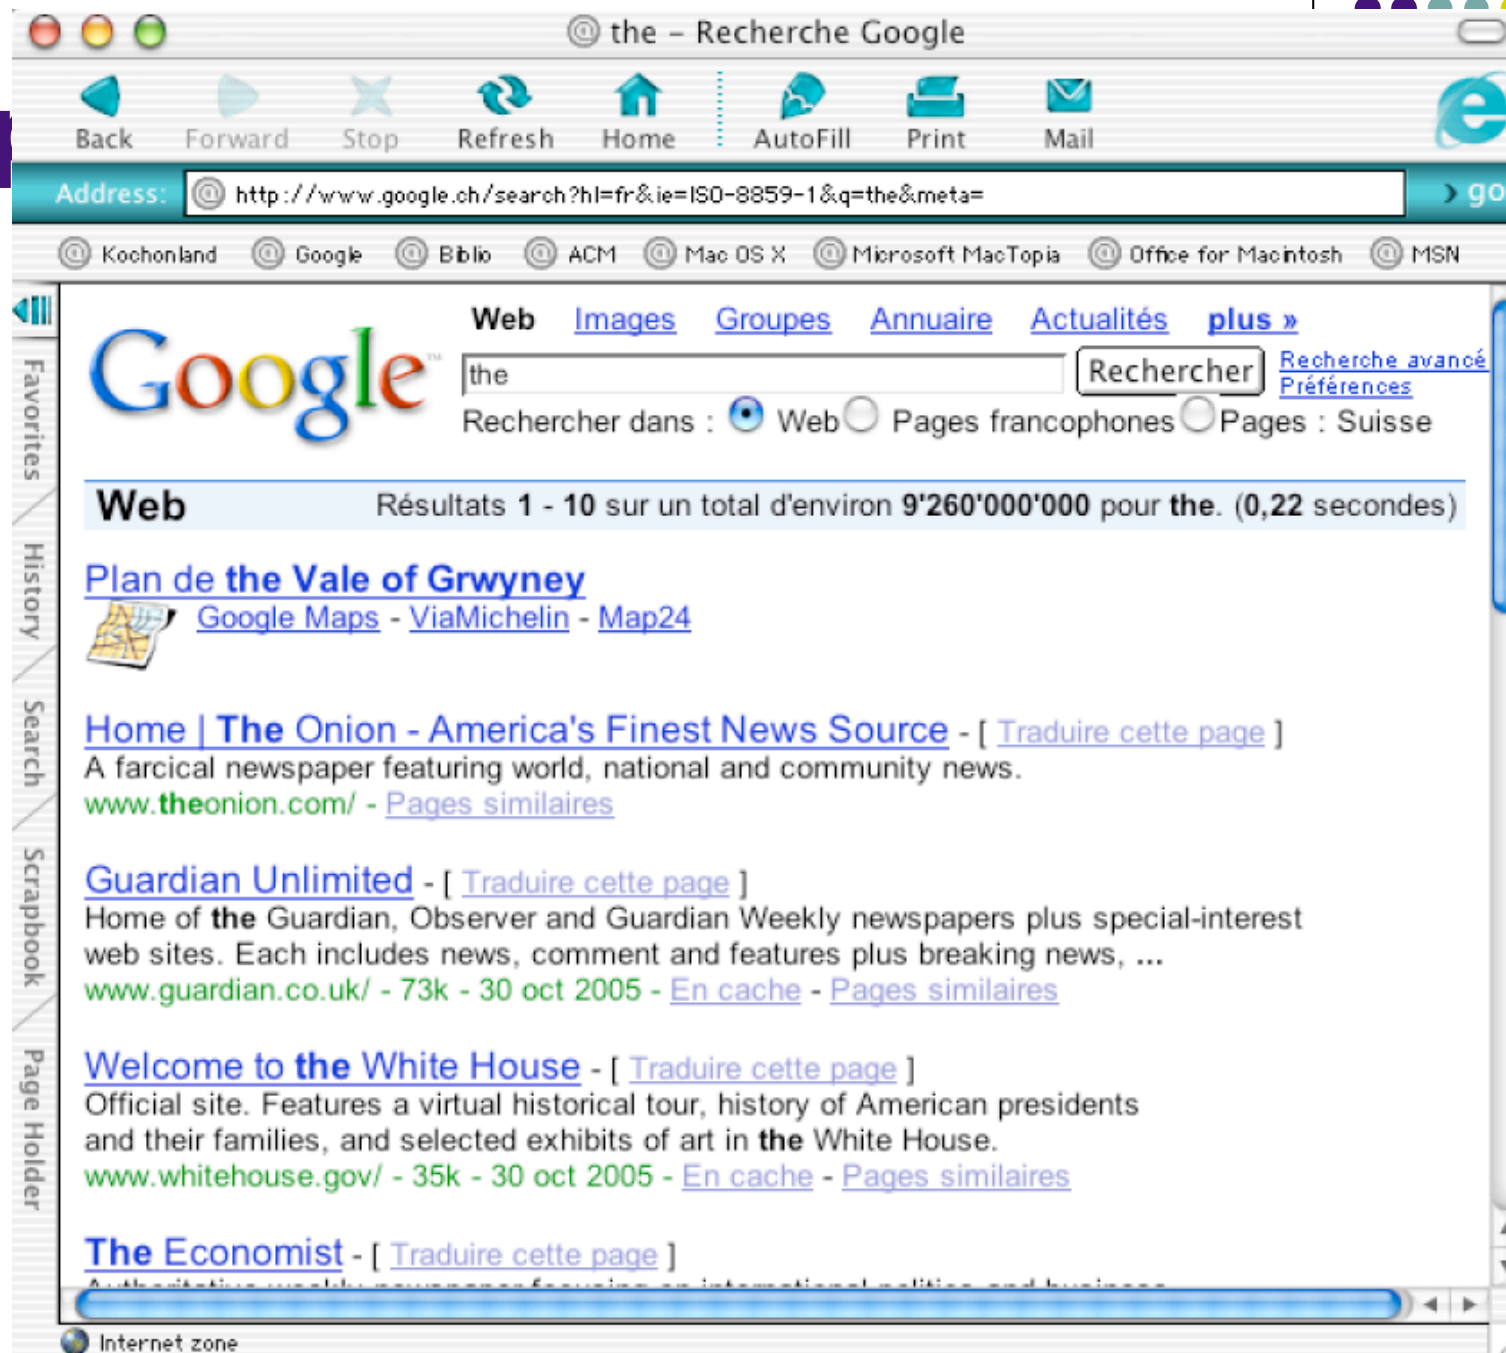 the – Recherche Google
Back Forward Stop Refresh Home AutoFill Print Mail
Address: http://www.google.ch/search?hl=fr&ie=ISO-8859-1&q=the&meta= go
Kochonland Google Biblio ACM Mac OS X Microsoft MacTopia Office for Macintosh MSN
Favorites
History
Search
Scrapbook
Page Holder
Google™
Web Images Groupes Annuaire Actualités plus »
the Rechercher Recherche avancé
Préférences
Rechercher dans : Web Pages francophones Pages : Suisse
Web Résultats 1 - 10 sur un total d'environ 9'260'000'000 pour the. (0,22 secondes)
Plan de the Vale of Grwyney
Google Maps - ViaMichelin - Map24
Home | The Onion - America's Finest News Source - [ Traduire cette page ]
A farcical newspaper featuring world, national and community news.
www.theonion.com/ - Pages similaires
Guardian Unlimited - [ Traduire cette page ]
Home of the Guardian, Observer and Guardian Weekly newspapers plus special-interest
web sites. Each includes news, comment and features plus breaking news, ...
www.guardian.co.uk/ - 73k - 30 oct 2005 - En cache - Pages similaires
Welcome to the White House - [ Traduire cette page ]
Official site. Features a virtual historical tour, history of American presidents
and their families, and selected exhibits of art in the White House.
www.whitehouse.gov/ - 35k - 30 oct 2005 - En cache - Pages similaires
The Economist - [ Traduire cette page ]
Authoritative weekly newspaper focusing on international politics and business
Internet zone